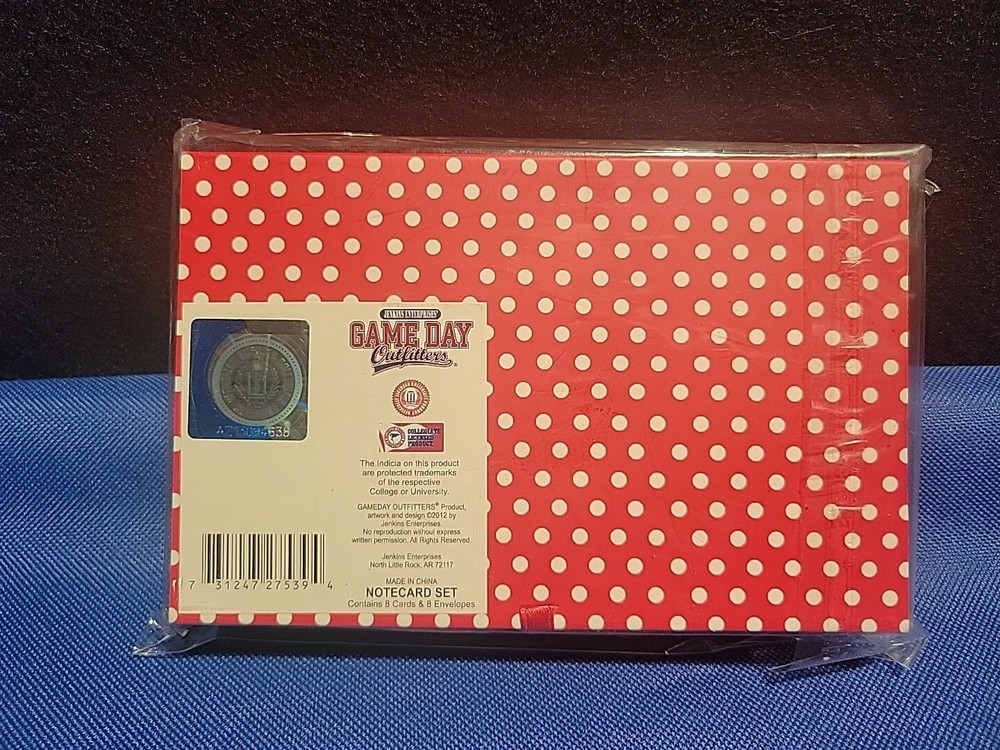 JENKINS ENTERPRISES'
GAME DAY
Outfitters®
COLLEGIATE
LICENSED
PRODUCT
The Indicia on this product
are protected trademarks
of the respective
College or University.
GAMEDAY OUTFITTERS® Product,
artwork and design ©2012 by
Jenkins Enterprises.
No reproduction without express
written permission. All Rights Reserved.
Jenkins Enterprises
North Little Rock, AR 72117
MADE IN CHINA
NOTECARD SET
Contains 8 Cards & 8 Envelopes
7 31247 27539 4